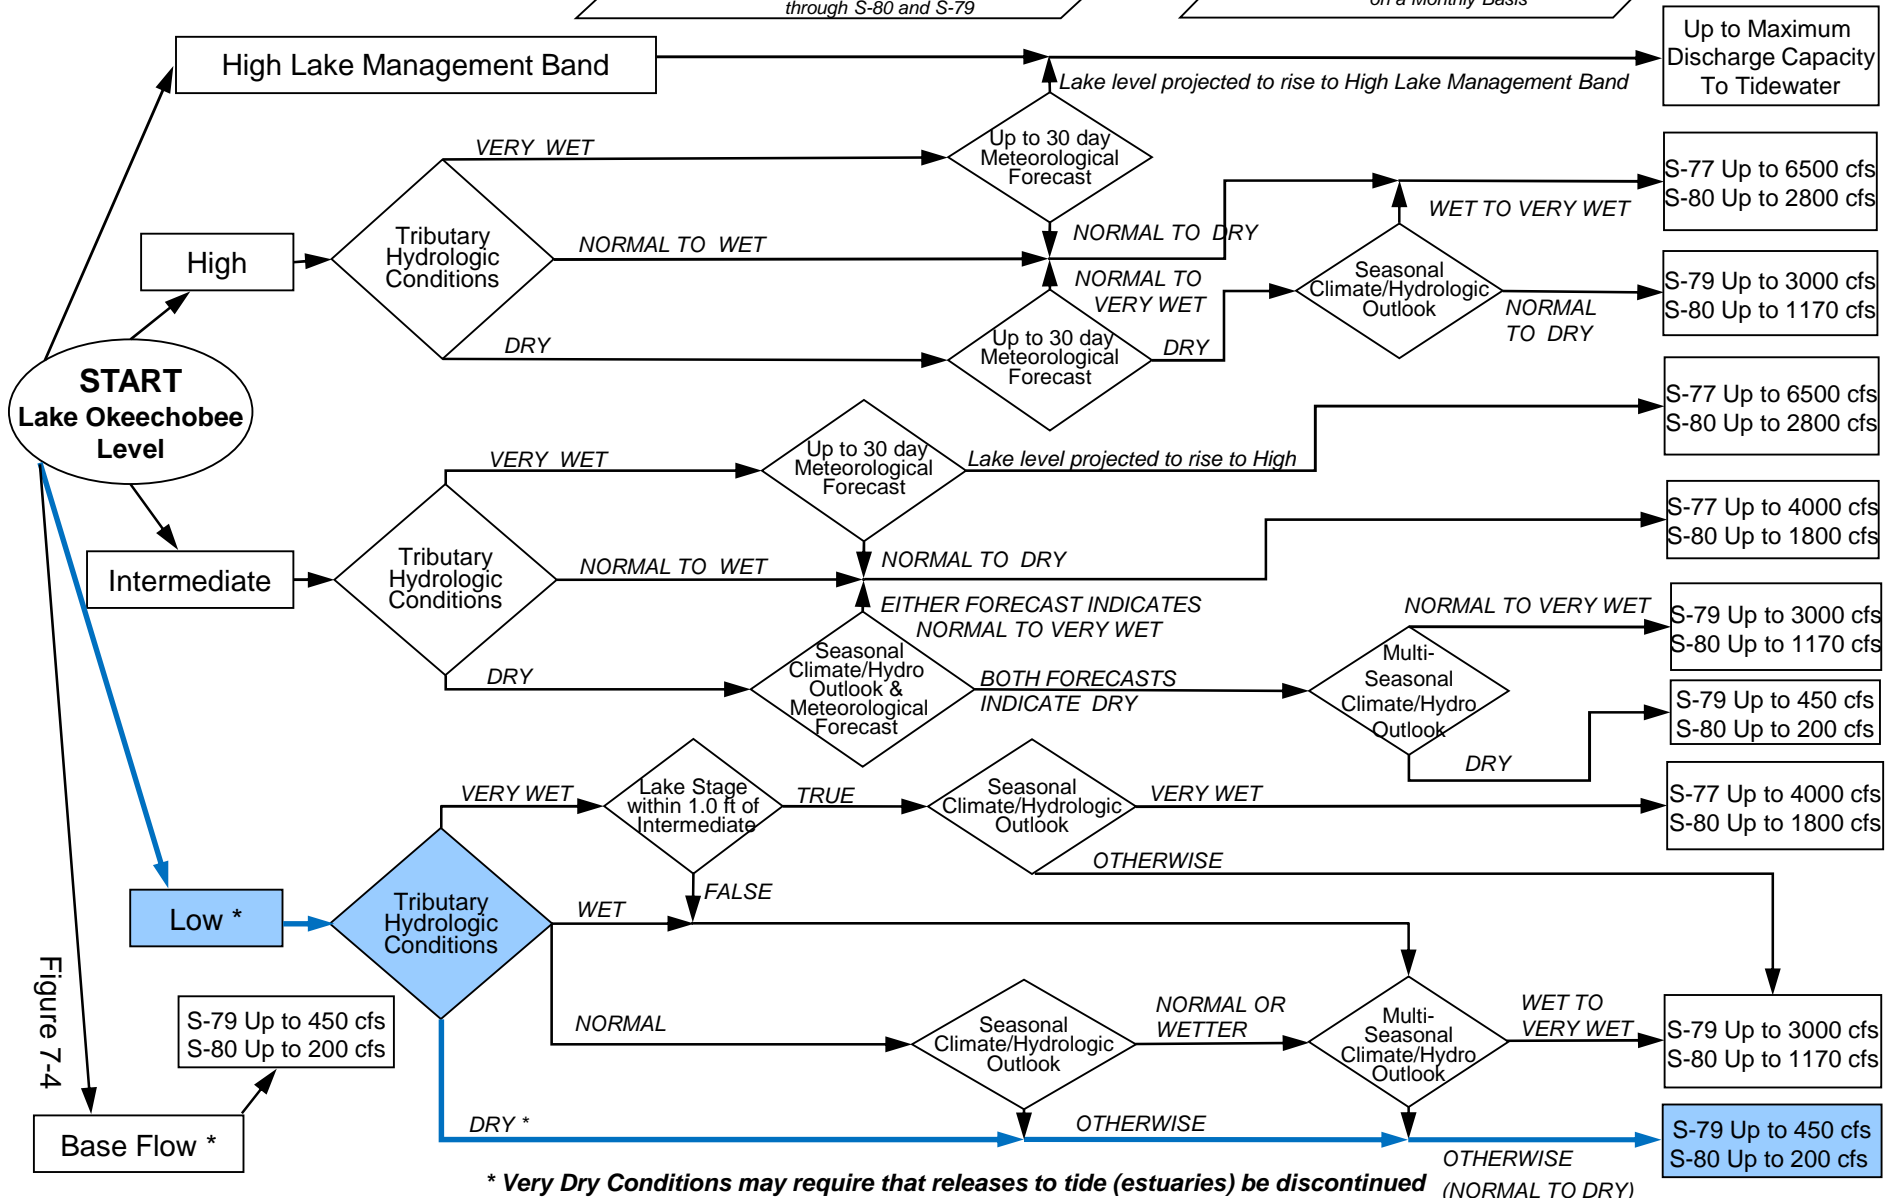 through S-80 and S-79
on a Monthly Basis
High Lake Management Band
Lake level projected to rise to High Lake Management Band
Up to Maximum
Discharge Capacity
To Tidewater
VERY WET
Up to 30 day
Meteorological
Forecast
S-77 Up to 6500 cfs
S-80 Up to 2800 cfs
WET TO VERY WET
High
Tributary
Hydrologic
Conditions
NORMAL TO WET
NORMAL TO DRY
NORMAL TO
VERY WET
Seasonal
Climate/Hydrologic
Outlook
NORMAL
TO DRY
S-79 Up to 3000 cfs
S-80 Up to 1170 cfs
DRY
Up to 30 day
Meteorological
Forecast
DRY
START
Lake Okeechobee
Level
S-77 Up to 6500 cfs
S-80 Up to 2800 cfs
VERY WET
Up to 30 day
Meteorological
Forecast
Lake level projected to rise to High
S-77 Up to 4000 cfs
S-80 Up to 1800 cfs
Intermediate
Tributary
Hydrologic
Conditions
NORMAL TO WET
NORMAL TO DRY
EITHER FORECAST INDICATES
NORMAL TO VERY WET
NORMAL TO VERY WET
S-79 Up to 3000 cfs
S-80 Up to 1170 cfs
DRY
Seasonal
Climate/Hydro
Outlook &
Meteorological
Forecast
BOTH FORECASTS
INDICATE DRY
Multi-
Seasonal
Climate/Hydro
Outlook
DRY
S-79 Up to 450 cfs
S-80 Up to 200 cfs
VERY WET
Lake Stage
within 1.0 ft of
Intermediate
TRUE
Seasonal
Climate/Hydrologic
Outlook
VERY WET
S-77 Up to 4000 cfs
S-80 Up to 1800 cfs
OTHERWISE
FALSE
Low *
Tributary
Hydrologic
Conditions
WET
NORMAL
Seasonal
Climate/Hydrologic
Outlook
NORMAL OR
WETTER
Multi-
Seasonal
Climate/Hydro
Outlook
WET TO
VERY WET
S-79 Up to 3000 cfs
S-80 Up to 1170 cfs
Figure 7-4
S-79 Up to 450 cfs
S-80 Up to 200 cfs
Base Flow *
DRY *
OTHERWISE
S-79 Up to 450 cfs
S-80 Up to 200 cfs
OTHERWISE
(NORMAL TO DRY)
* Very Dry Conditions may require that releases to tide (estuaries) be discontinued